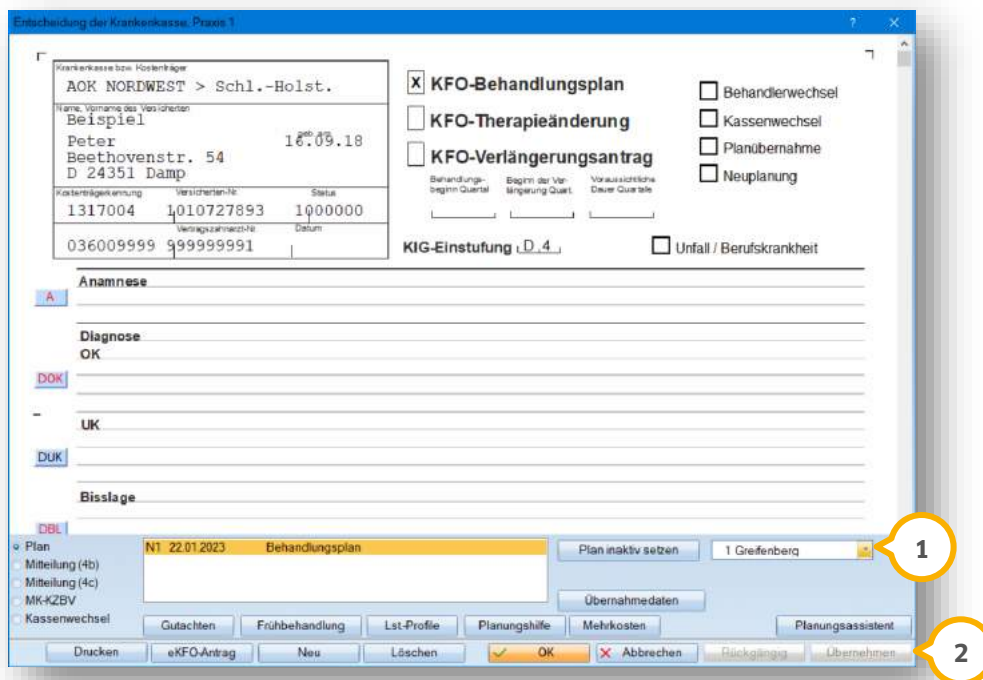 Entscheidung der Krankenkasse, Praxis 1
Krankenkasse bzw. Kostenträger
AOK NORDWEST > Schl.-Holst.
Name, Vorname des Versicherten
Beispiel
geb. am
Peter 16.09.18
Beethovenstr. 54
D 24351 Damp
Kostenträgerkennung Versicherten-Nr. Status
1317004 1010727893 1000000
Vertragszahnarzt-Nr. Datum
036009999 999999991
X KFO-Behandlungsplan
KFO-Therapieänderung
KFO-Verlängerungsantrag
Behandlungs- Beginn der Ver- Voraussichtliche
beginn Quartal längerung Quart. Dauer Quartale
KIG-Einstufung D 4
Behandlerwechsel
Kassenwechsel
Planübernahme
Neuplanung
Unfall / Berufskrankheit
Anamnese
A
Diagnose
OK
DOK
UK
DUK
Bisslage
DBL
Plan
Mitteilung (4b)
Mitteilung (4c)
MK-KZBV
Kassenwechsel
N1 22.01.2023 Behandlungsplan
Plan inaktiv setzen
1 Greifenberg
1
Übernahmedaten
Gutachten Frühbehandlung Lst-Profile Planungshilfe Mehrkosten Planungsassistent
Drucken eKFO-Antrag Neu Löschen OK Abbrechen Rückgängig Übernehmen
2